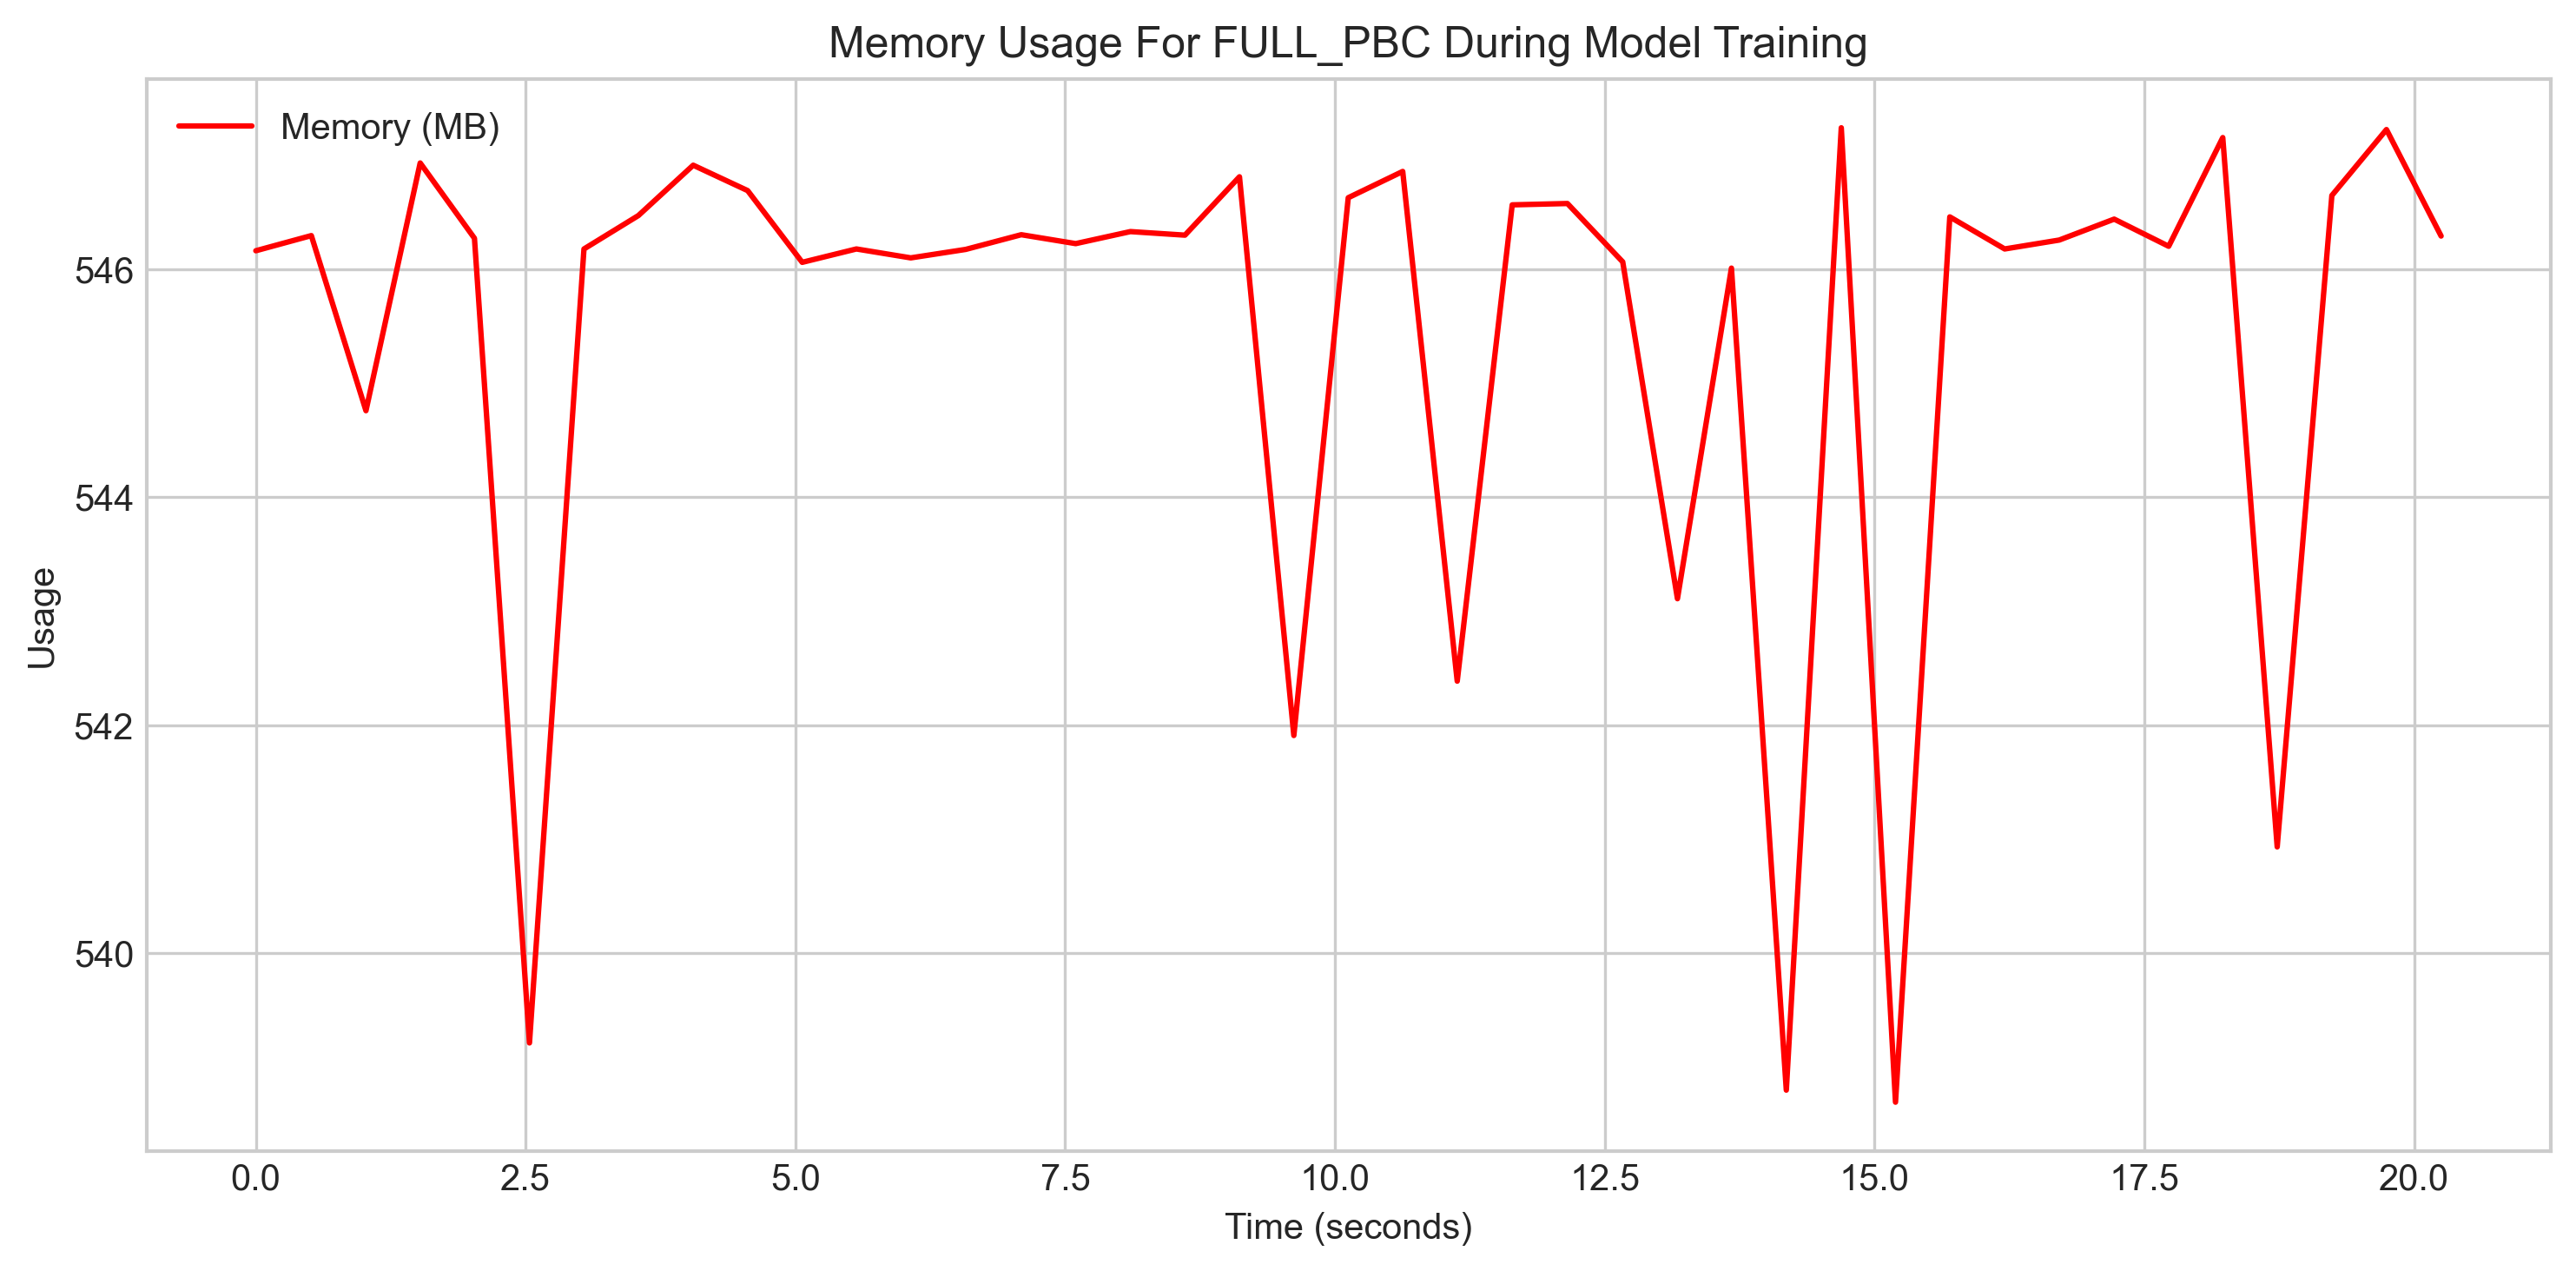 Memory Usage For FULL_PBC During Model Training
Memory (MB)
546
544
542
540
Usage
0.0 2.5 5.0 7.5 10.0 12.5 15.0 17.5 20.0
Time (seconds)